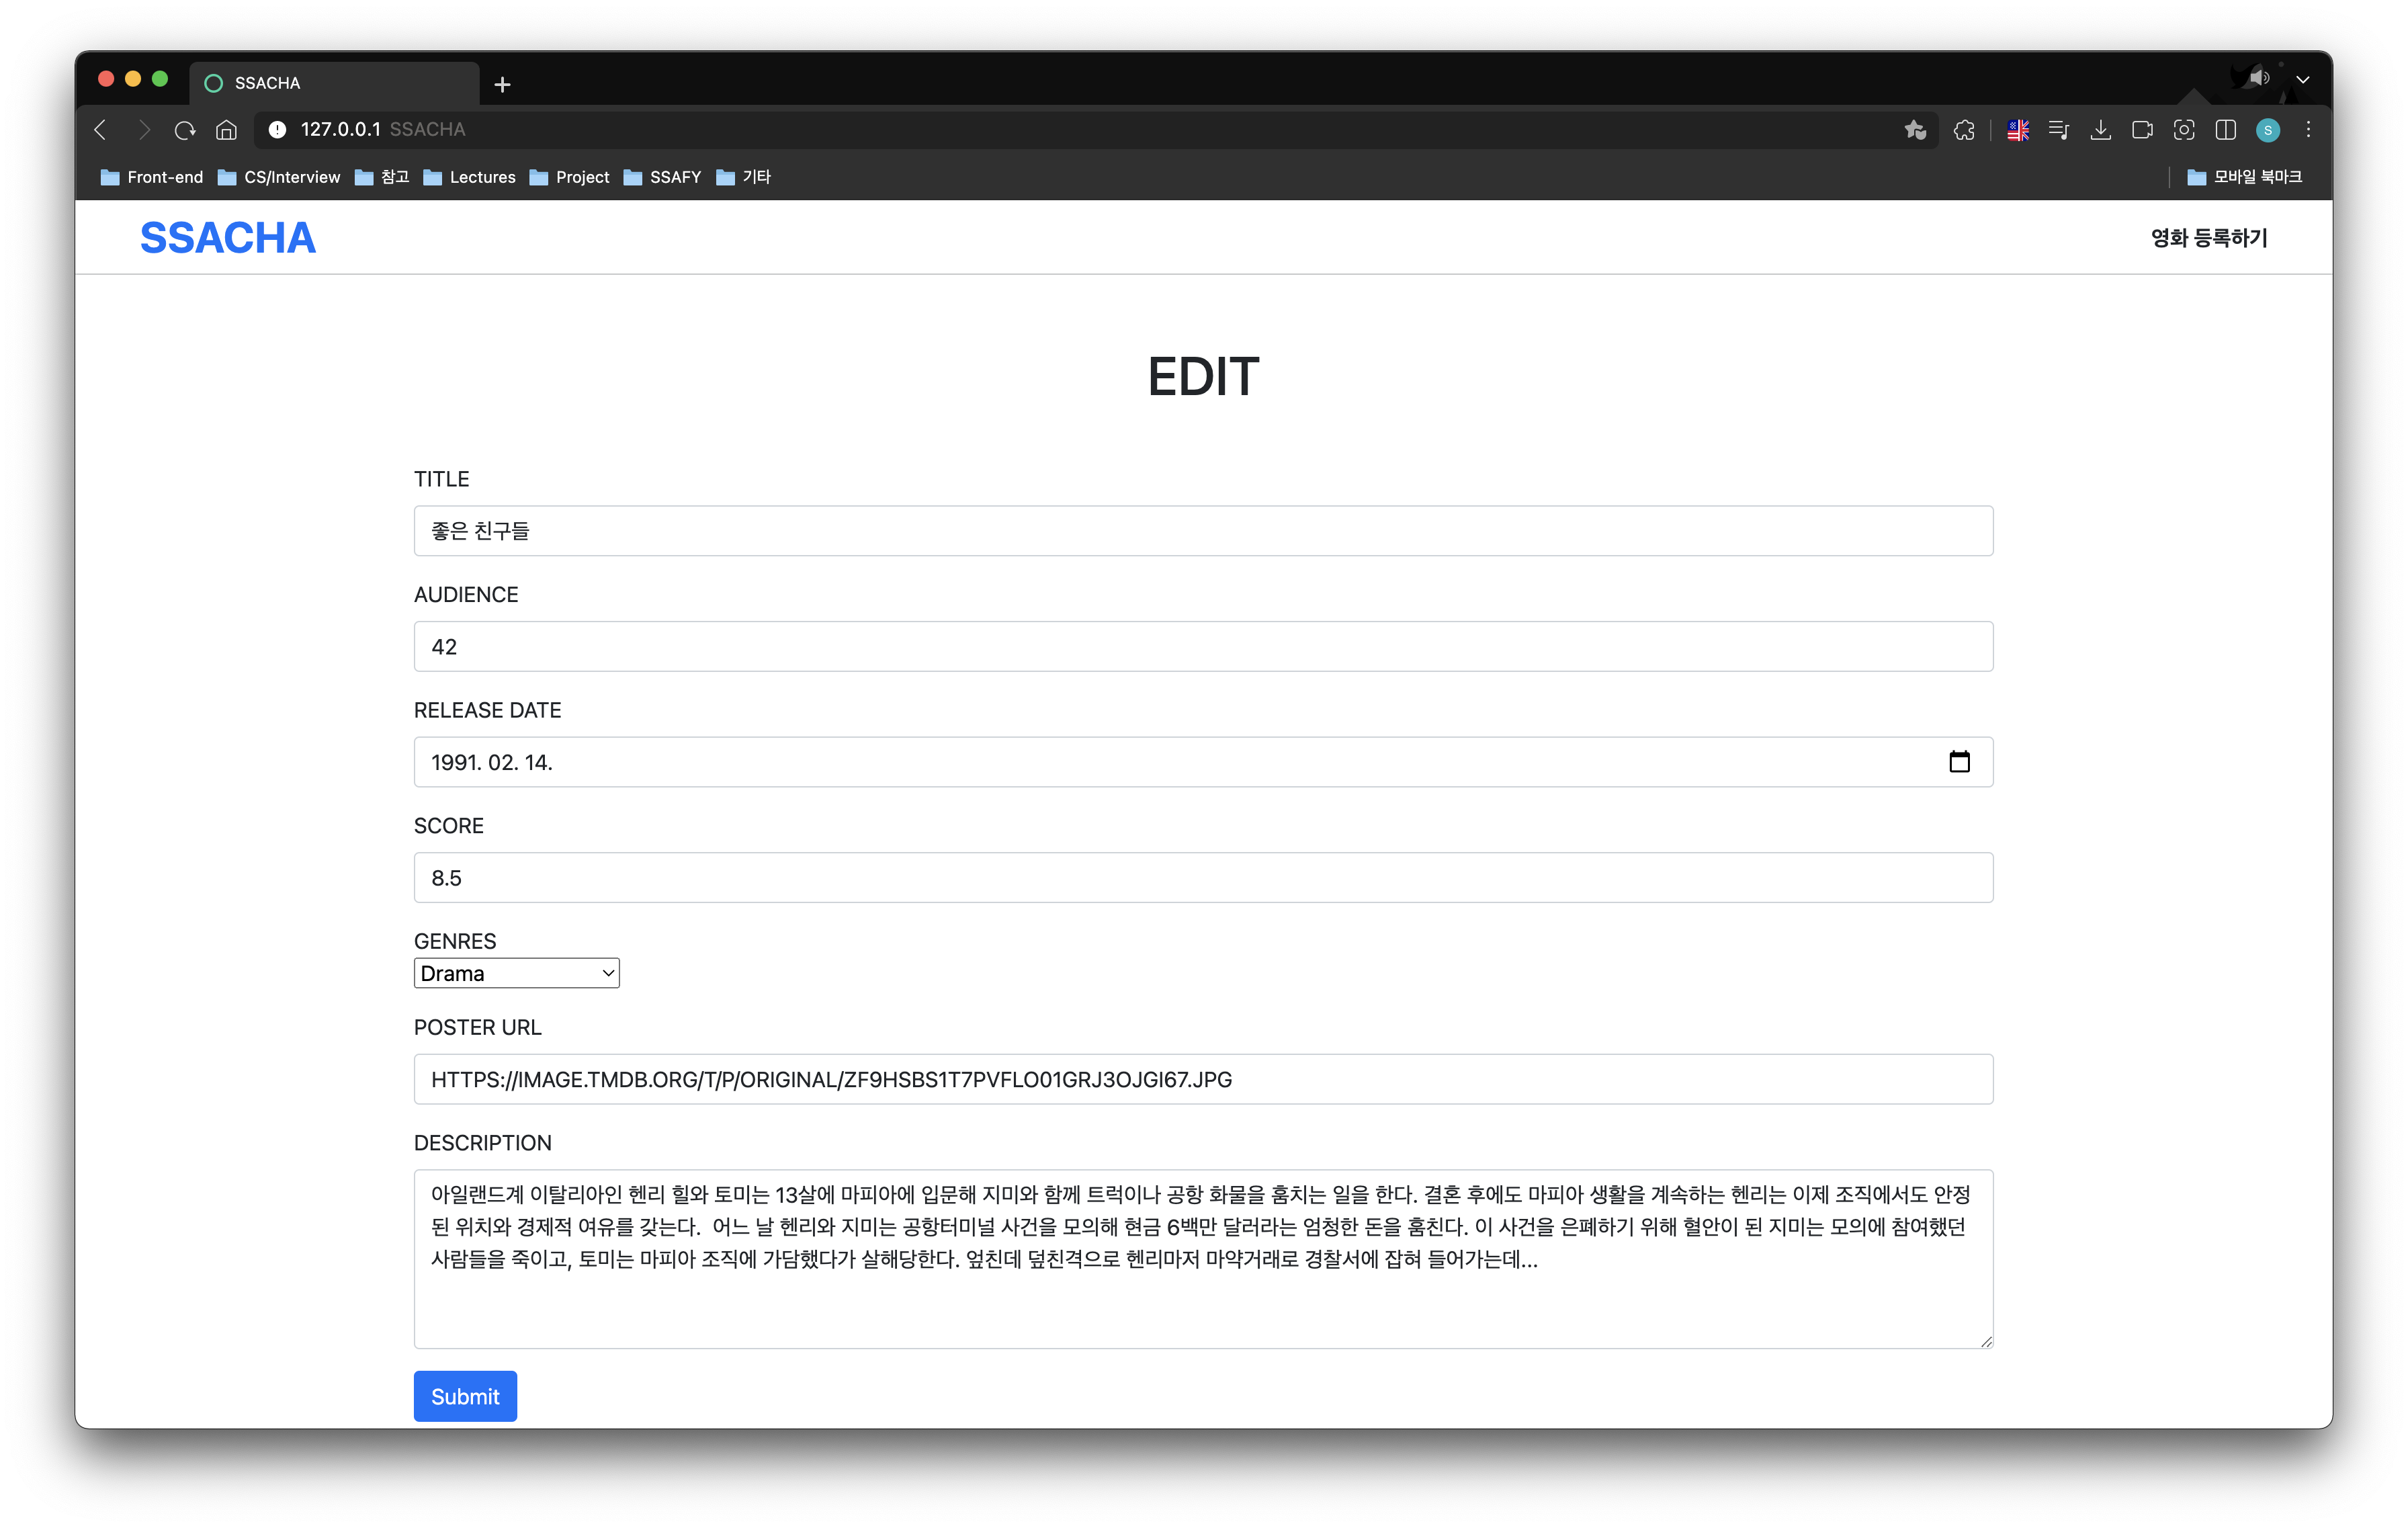 SSACHA
127.0.0.1 SSACHA
S
Front-end CS/Interview 참고 Lectures Project SSAFY 기타 모바일 북마크
SSACHA 영화 등록하기
EDIT
TITLE
좋은 친구들
AUDIENCE
42
RELEASE DATE
1991. 02. 14.
SCORE
8.5
GENRES
Drama
POSTER URL
HTTPS://IMAGE.TMDB.ORG/T/P/ORIGINAL/ZF9HSBS1T7PVFLO01GRJ3OJGI67.JPG
DESCRIPTION
아일랜드계 이탈리아인 헨리 힐와 토미는 13살에 마피아에 입문해 지미와 함께 트럭이나 공항 화물을 훔치는 일을 한다. 결혼 후에도 마피아 생활을 계속하는 헨리는 이제 조직에서도 안정
된 위치와 경제적 여유를 갖는다.  어느 날 헨리와 지미는 공항터미널 사건을 모의해 현금 6백만 달러라는 엄청한 돈을 훔친다. 이 사건을 은폐하기 위해 혈안이 된 지미는 모의에 참여했던
사람들을 죽이고, 토미는 마피아 조직에 가담했다가 살해당한다. 엎친데 덮친격으로 헨리마저 마약거래로 경찰서에 잡혀 들어가는데...
Submit